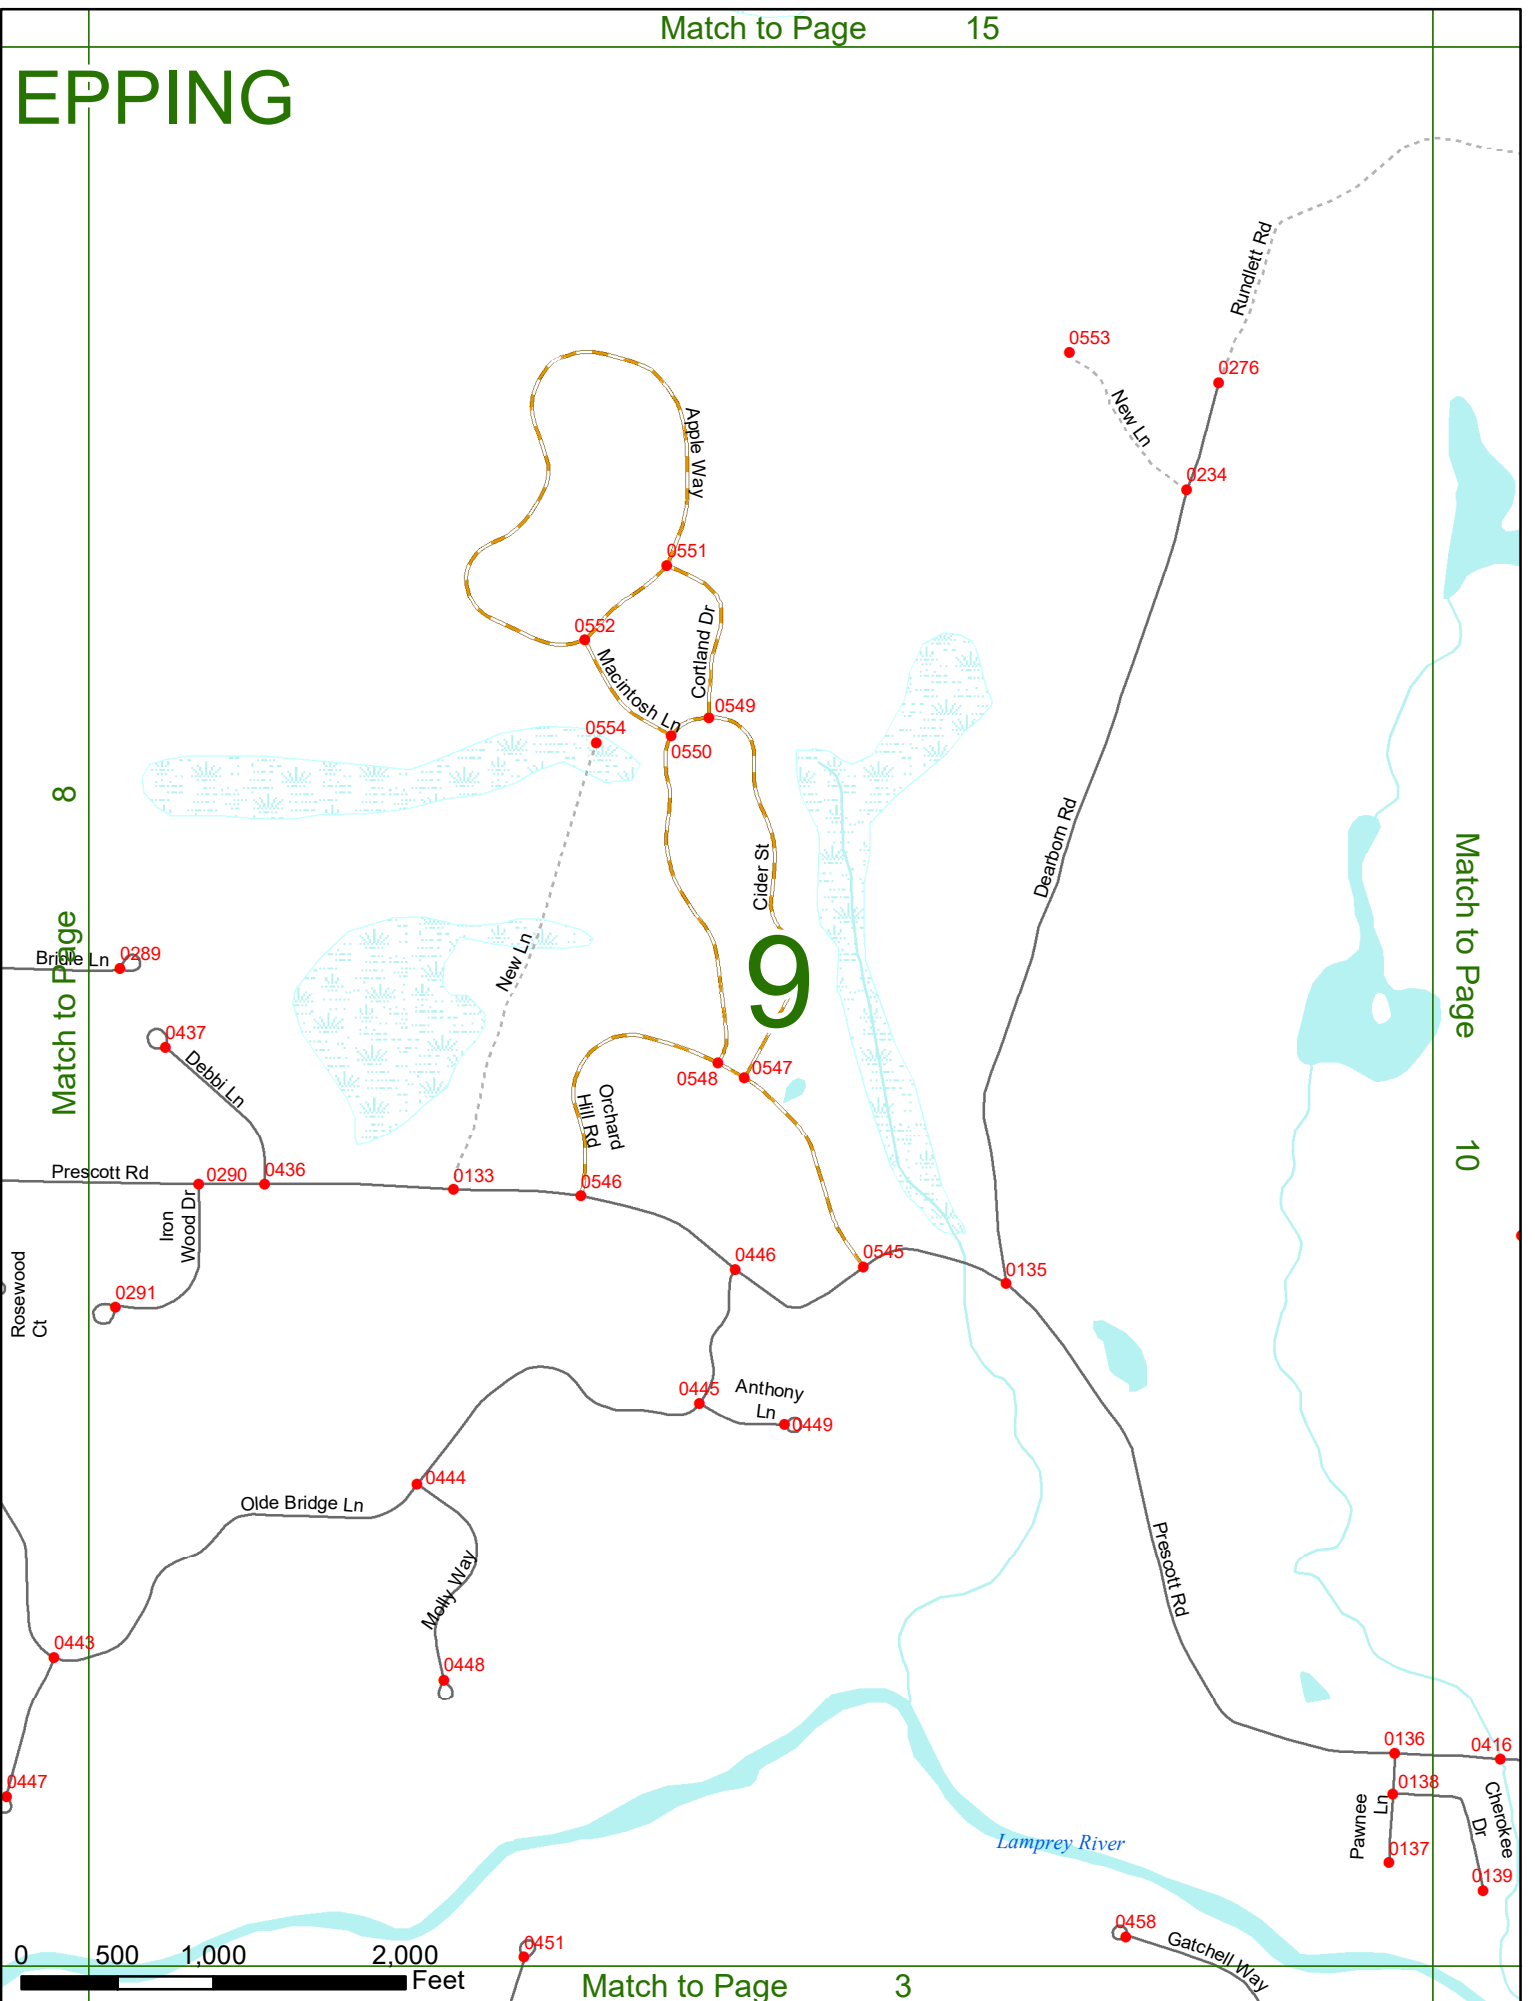 Match to Page 15
EPPING
Rundlett Rd
0553
0276
New Ln
Apple Way
0234
0551
Cortland Dr
0552
Macintosh Ln
0549
0554
0550
8
Match to Page
Dearborn Rd
Cider St
Match to Page
10
New Ln
9
Bridle Ln
0289
0437
Debbi Ln
0548
0547
Orchard
Hill Rd
Prescott Rd
0290
0436
0133
0546
Iron
Wood Dr
0446
0545
0135
Rosewood
Ct
0291
0445
Anthony
Ln
0449
0444
Olde Bridge Ln
Molly Way
Prescott Rd
0443
0448
0136
0416
0447
0138
Pawnee
Ln
Cherokee
Dr
0137
0139
Lamprey River
0458
Gatchell Way
0451
0 500 1,000 2,000
Feet
Match to Page 3